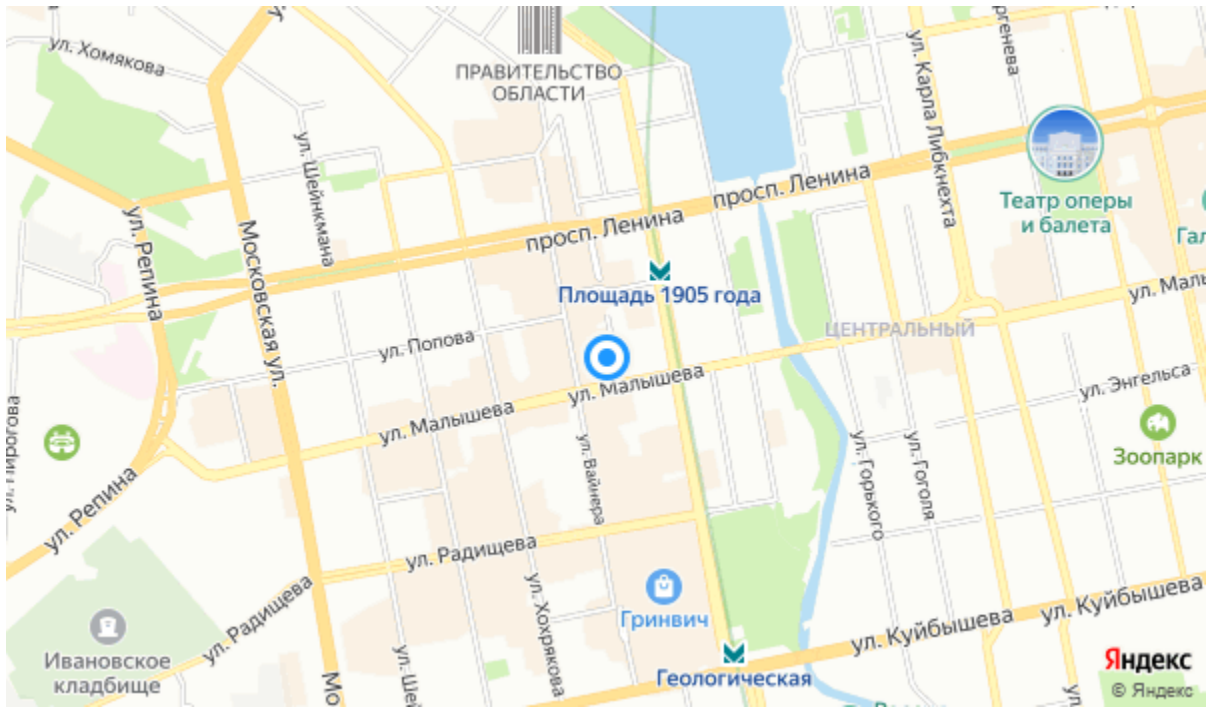 ул. Хомякова
ПРАВИТЕЛЬСТВО
ОБЛАСТИ
ул. Карла Либкнехта
ул. Шейнкмана
просп. Ленина
просп. Ленина
Театр оперы
и балета
ул. Репина
Московская ул.
Площадь 1905 года
ЦЕНТРАЛЬНЫЙ
ул. Попова
ул. Малышева
ул. Малышева
ул. Энгельса
Зоопарк
ул. Вайнера
ул. Горького
ул. Гоголя
ул. Репина
ул. Радищева
ул. Радищева
ул. Хохрякова
Гринвич
ул. Куйбышева
ул. Куйбышева
Ивановское
кладбище
Геологическая
Яндекс
© Яндекс